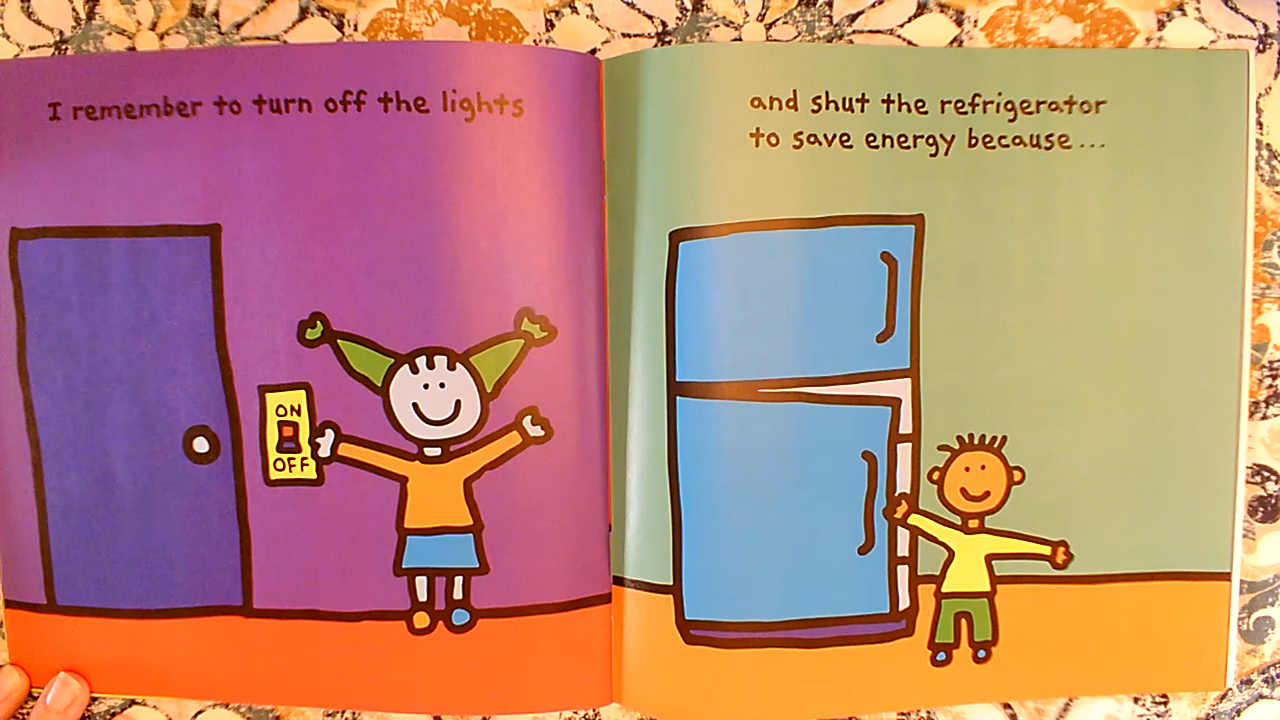 I remember to turn off the lights
ON
OFF
and shut the refrigerator
to save energy because...